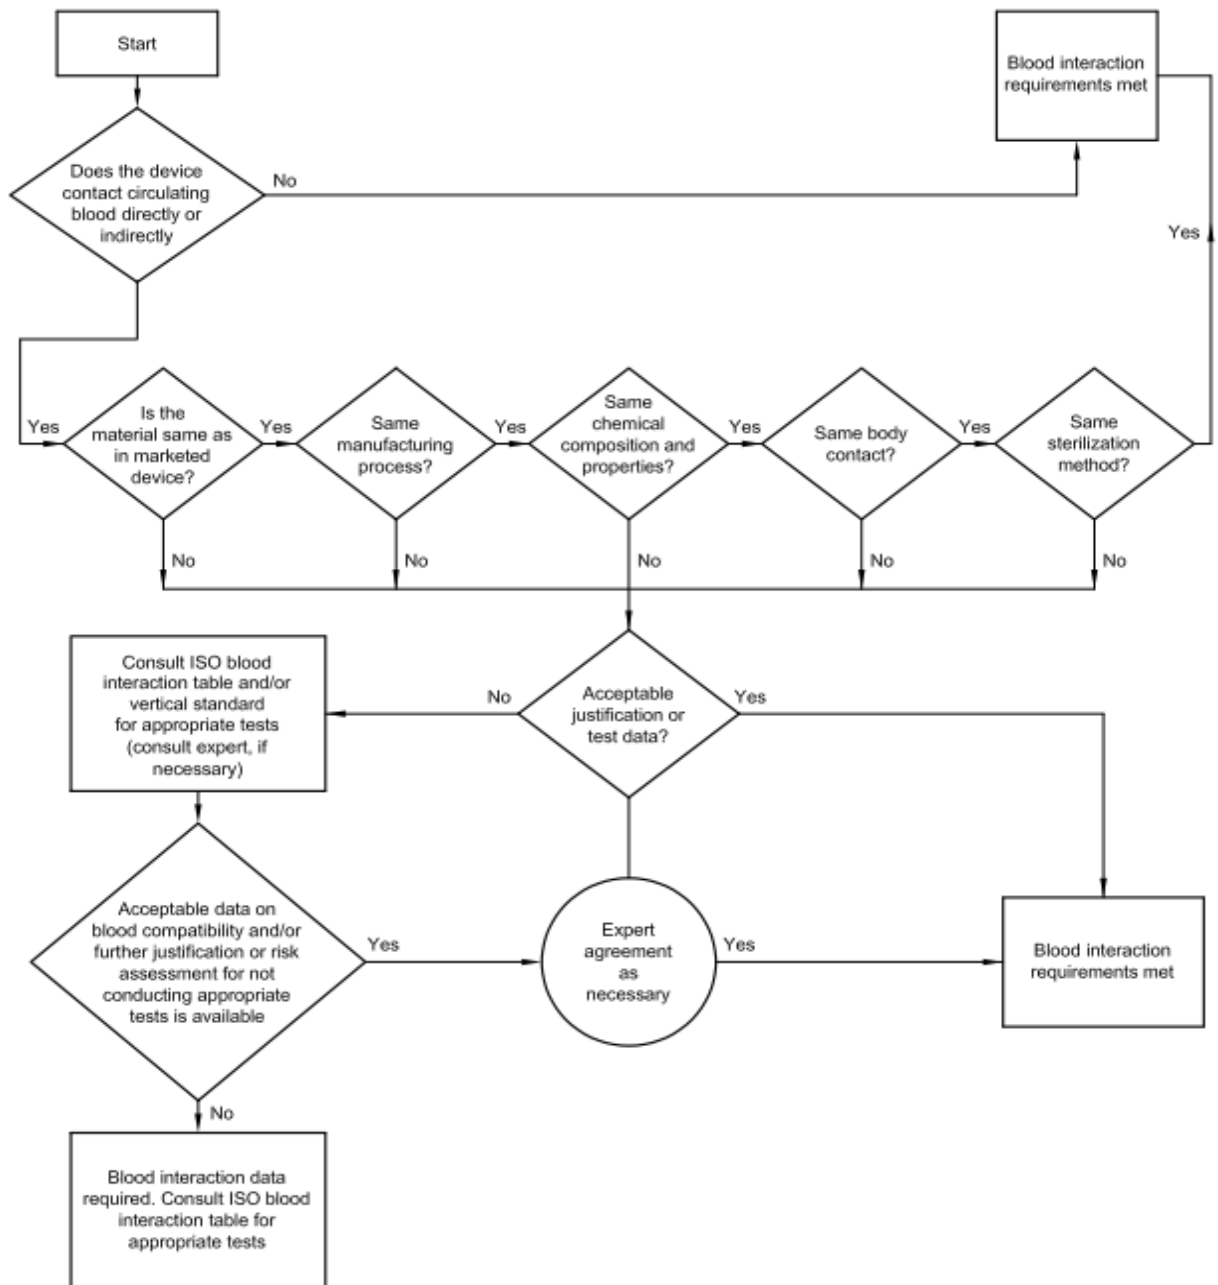 Start
Blood interaction
requirements met
Does the device
contact circulating
blood directly or
indirectly
No
Yes
Yes
Is the
material same as
in marketed
device?
Yes
Same
manufacturing
process?
Yes
Same
chemical
composition and
properties?
Yes
Same body
contact?
Yes
Same
sterilization
method?
No
No
No
No
No
Consult ISO blood
interaction table and/or
vertical standard
for appropriate tests
(consult expert, if
necessary)
No
Acceptable
justification or
test data?
Yes
Acceptable data on
blood compatibility and/or
further justification or risk
assessment for not
conducting appropriate
tests is available
Yes
Expert
agreement
as
necessary
Yes
Blood interaction
requirements met
No
Blood interaction data
required. Consult ISO blood
interaction table for
appropriate tests